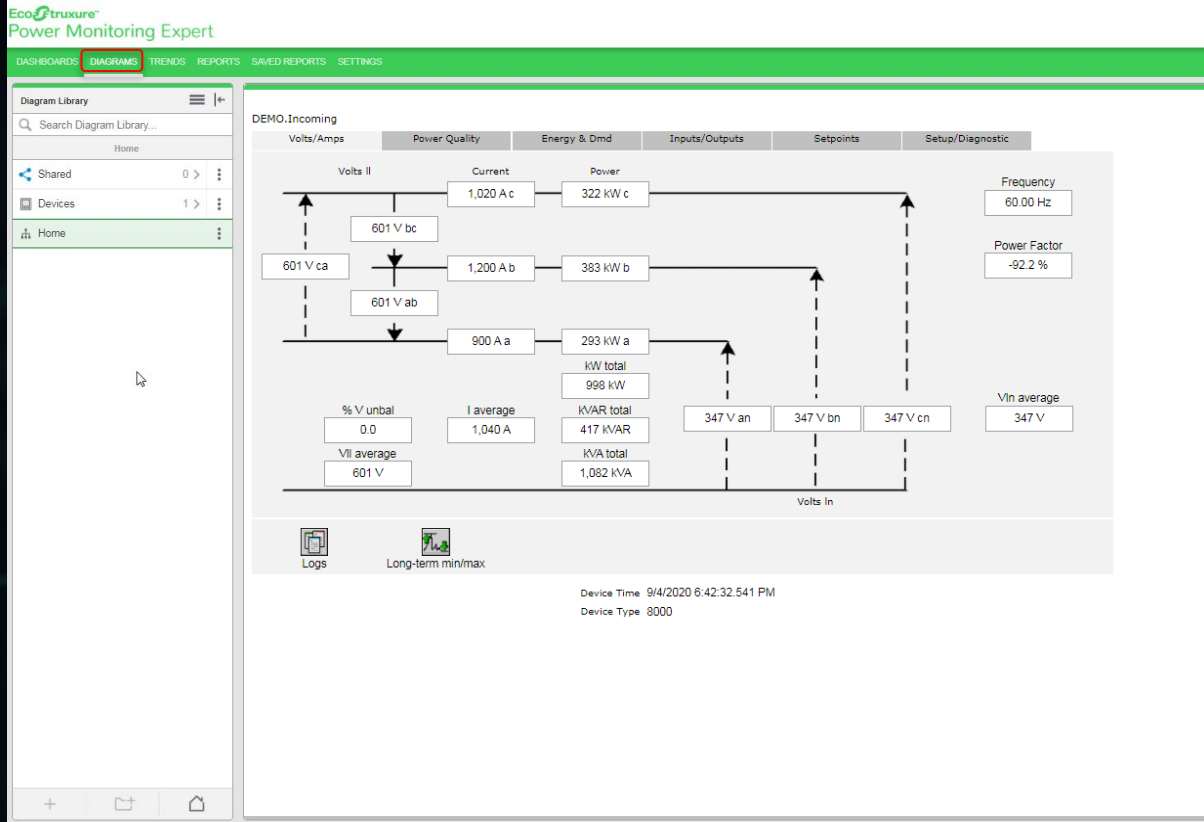 EcoStruxure™
Power Monitoring Expert
DASHBOARDS DIAGRAMS TRENDS REPORTS SAVED REPORTS SETTINGS
Diagram Library
Search Diagram Library...
Home
Shared 0 >
Devices 1 >
Home
DEMO.Incoming
Volts/Amps Power Quality Energy & Dmd Inputs/Outputs Setpoints Setup/Diagnostic
Volts ll Current Power
1,020 A c 322 kW c
Frequency
60.00 Hz
601 V bc
Power Factor
601 V ca 1,200 A b 383 kW b -92.2 %
601 V ab
900 A a 293 kW a
kW total
998 kW
Vln average
% V unbal I average kVAR total
0.0 1,040 A 417 kVAR 347 V an 347 V bn 347 V cn 347 V
Vll average kVA total
601 V 1,082 kVA
Volts ln
Logs Long-term min/max
Device Time 9/4/2020 6:42:32.541 PM
Device Type 8000